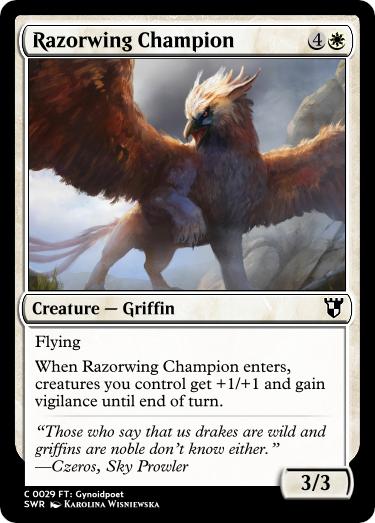 Razorwing Champion 4
Creature — Griffin
Flying
When Razorwing Champion enters,
creatures you control get +1/+1 and gain
vigilance until end of turn.
“Those who say that us drakes are wild and
griffins are noble don’t know either.”
—Czeros, Sky Prowler
3/3
C 0029 FT: Gynoidpoet
SWR Karolina Wisniewska